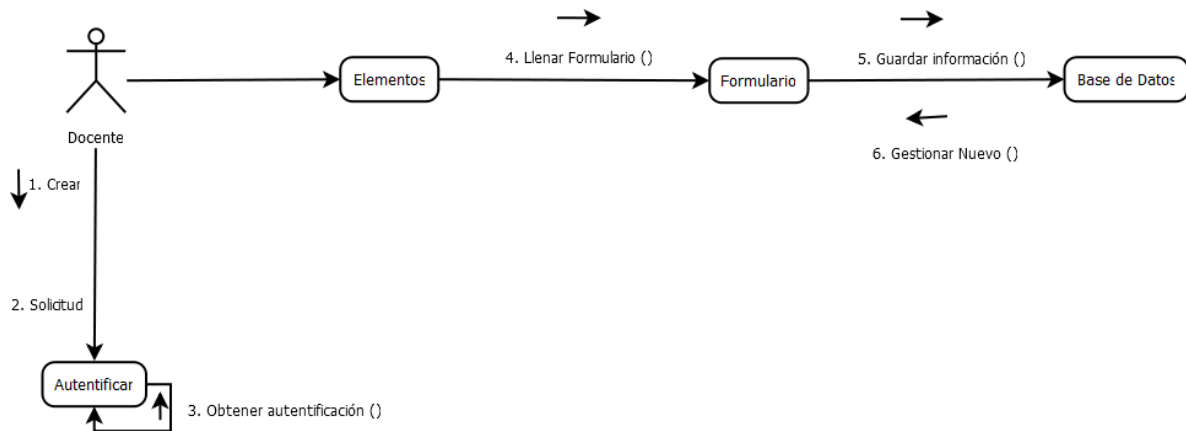 4. Llenar Formulario ()
5. Guardar información ()
Elementos
Formulario
Base de Datos
Docente
6. Gestionar Nuevo ()
1. Crear
2. Solicitud
Autentificar
3. Obtener autentificación ()